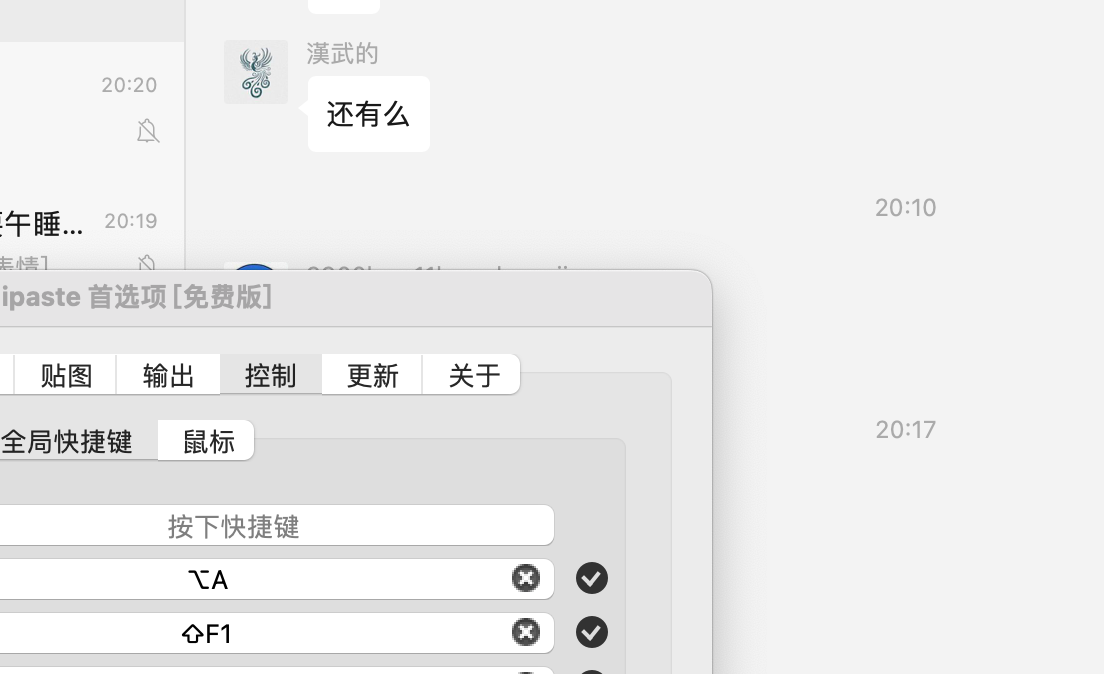 漢武的
20:20
还有么
20:10
午睡... 20:19
表情]
ipaste 首选项 [免费版]
贴图 输出 控制 更新 关于
20:17
全局快捷键 鼠标
按下快捷键
⌥A
⇧F1